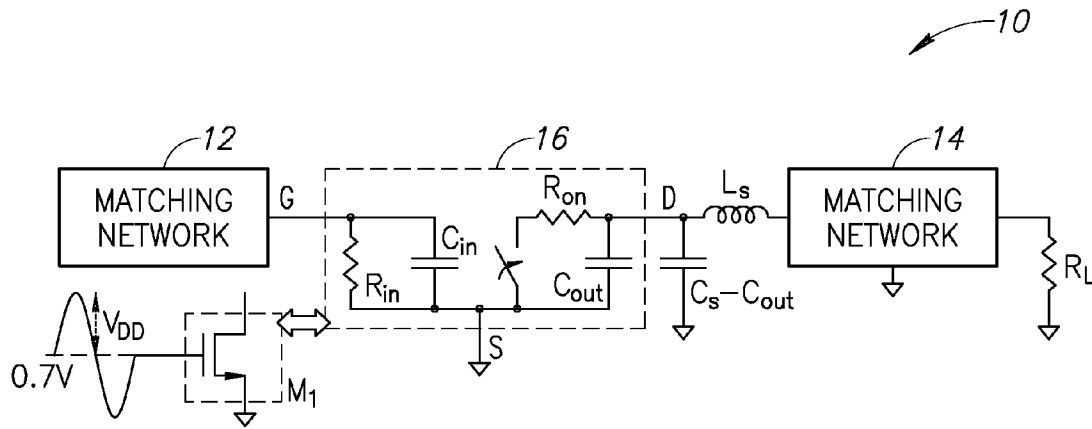 10
12
16
14
MATCHING
NETWORK
G
Rin
Cin
Ron
Cout
D
Cs-Cout
Ls
MATCHING
NETWORK
RL
S
VDD
0.7V
M1